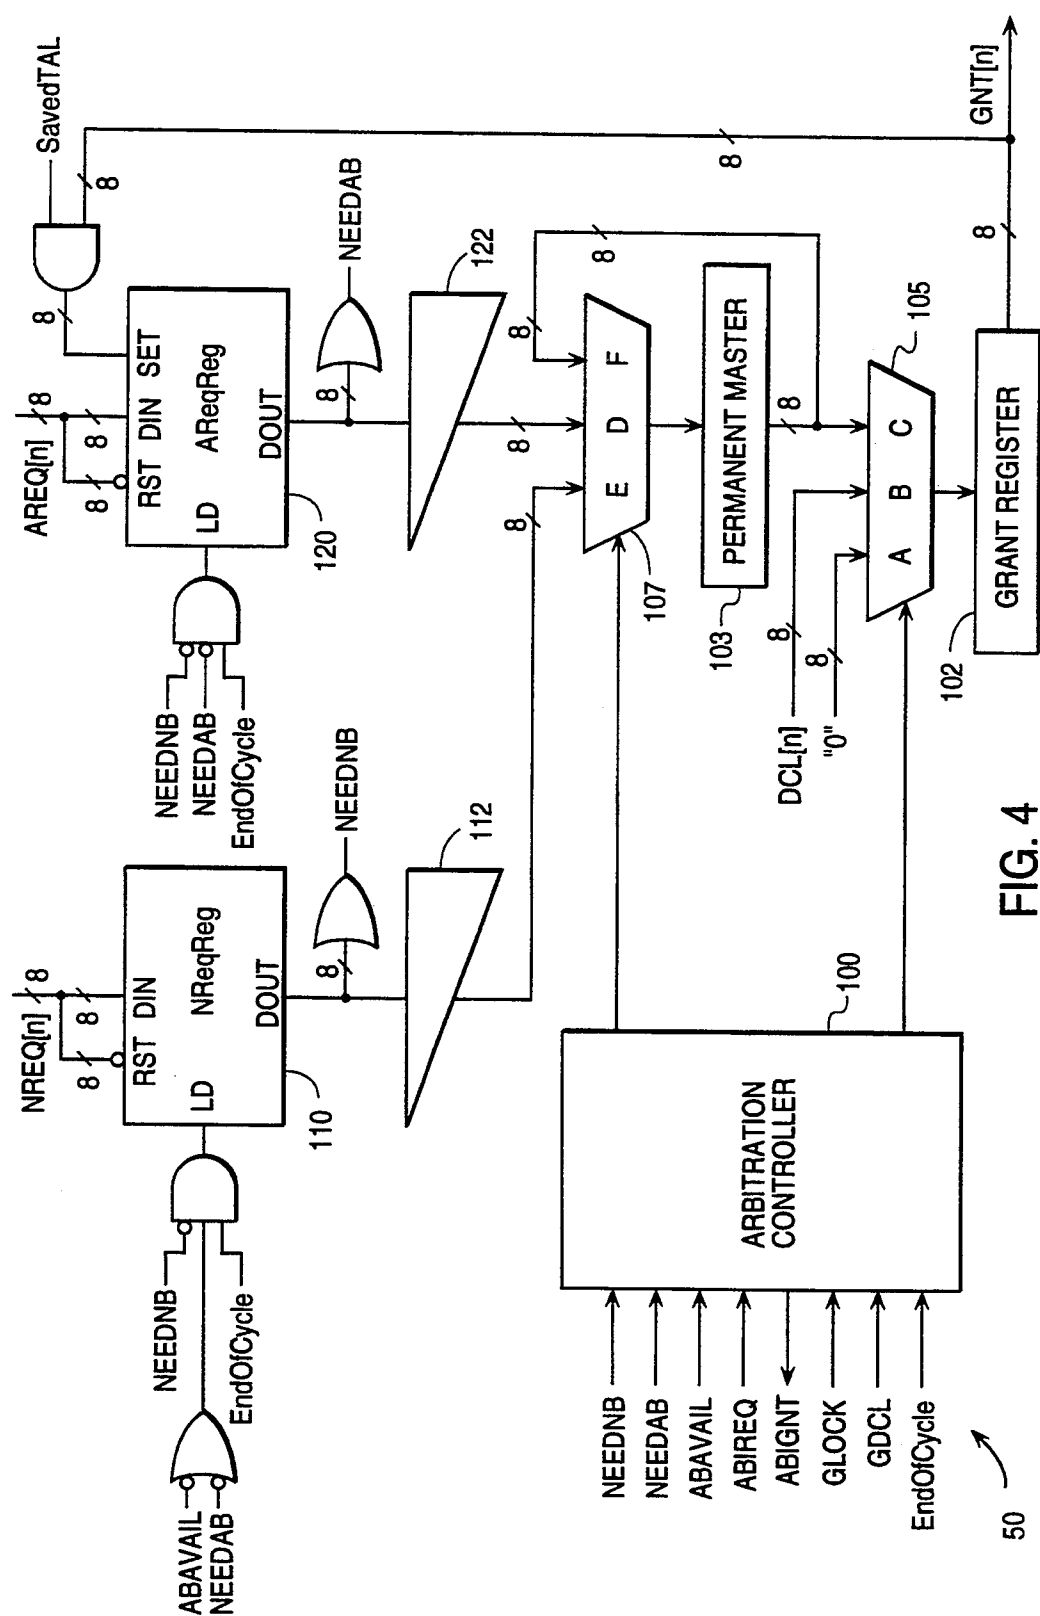 SavedTAL
AREQ[n]
8
8
8
8
8
RST DIN SET
LD
AReqReg
DOUT
120
NEEDNB
NEEDAB
EndOfCycle
8
NEEDAB
122
NREQ[n]
8
8
8
RST DIN
LD
NReqReg
DOUT
110
NEEDNB
EndOfCycle
ABAVAIL
NEEDAB
8
NEEDNB
112
8
8
8
8
E D F
107
PERMANENT MASTER
103
8
DCL[n]
8
"0"
8
A B C
105
GRANT REGISTER
102
8
8
GNT[n]
ARBITRATION
CONTROLLER
100
NEEDNB
NEEDAB
ABAVAIL
ABIREQ
ABIGNT
GLOCK
GDCL
EndOfCycle
50
FIG. 4